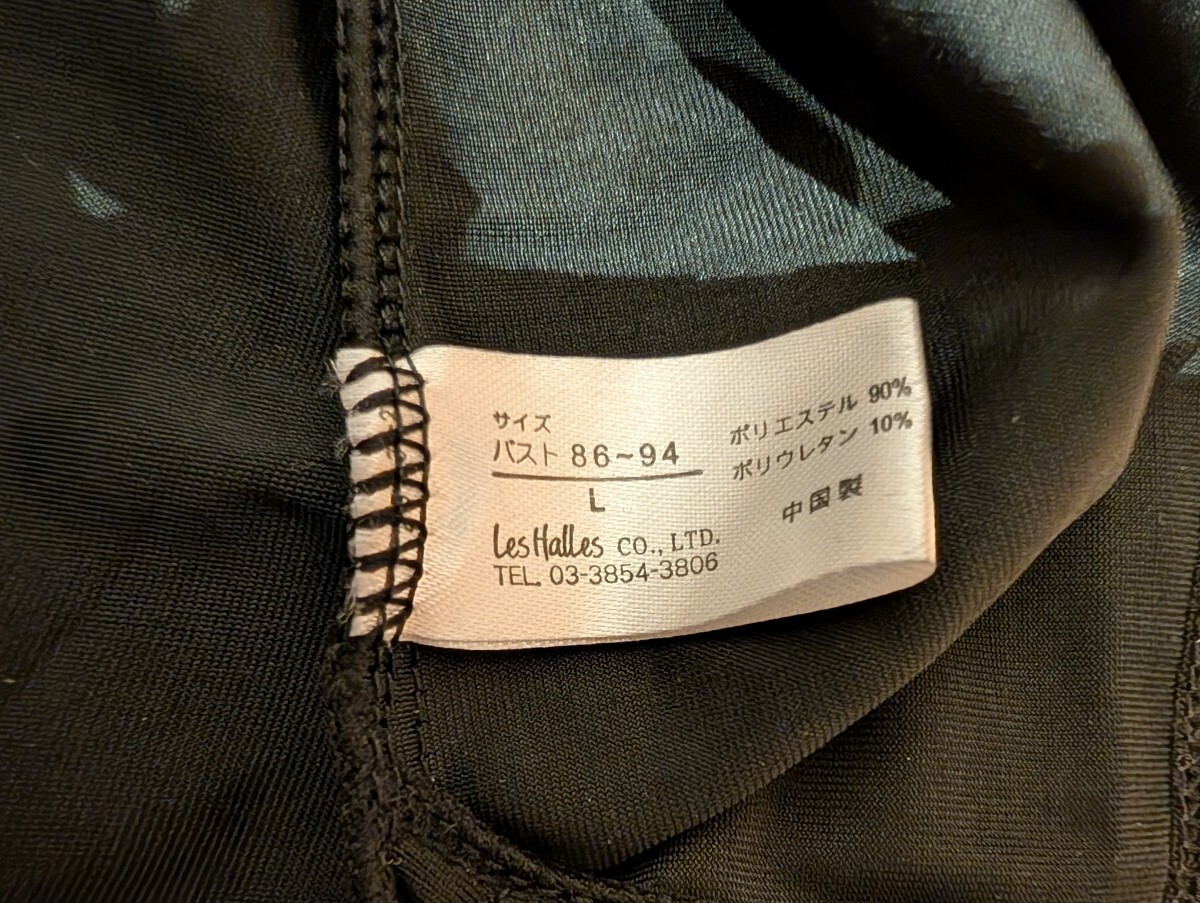 サイズ
バスト 86~94
L
LesHalles CO., LTD.
TEL. 03-3854-3806
ポリエステル 90%
ポリウレタン 10%
中国製